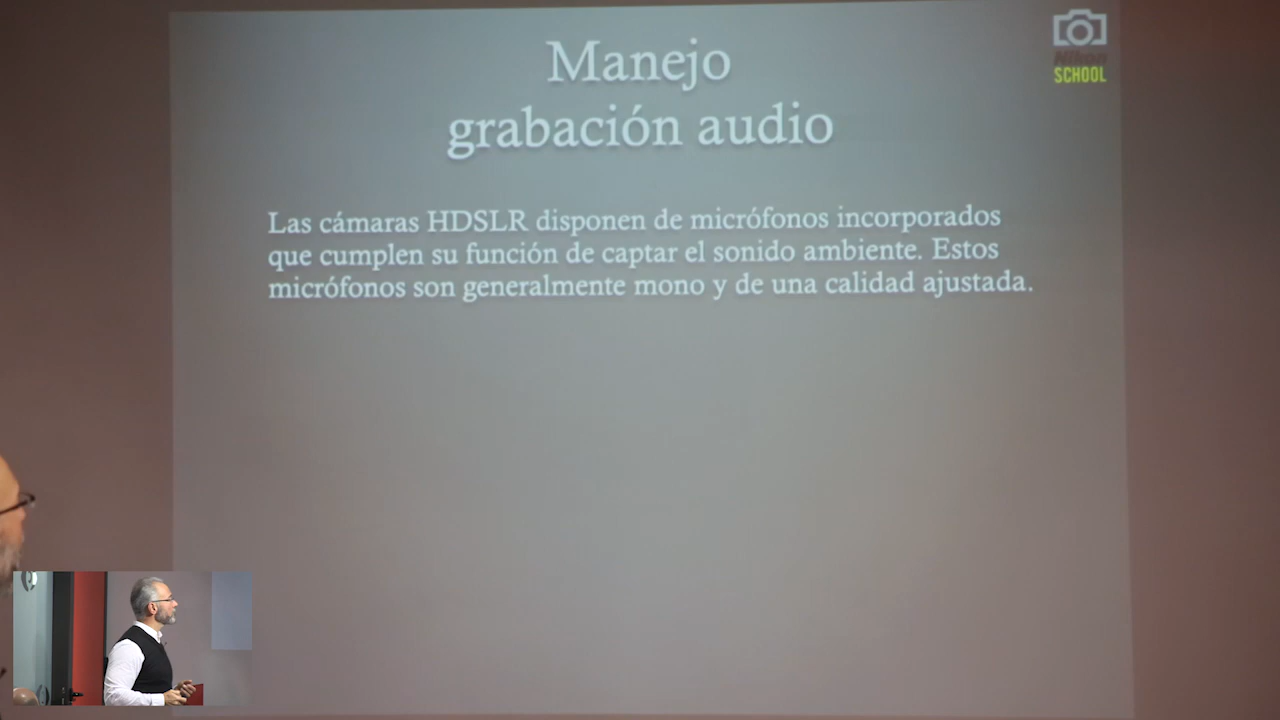 Manejo
grabación audio
Nikon
SCHOOL
Las cámaras HDSLR disponen de micrófonos incorporados
que cumplen su función de captar el sonido ambiente. Estos
micrófonos son generalmente mono y de una calidad ajustada.